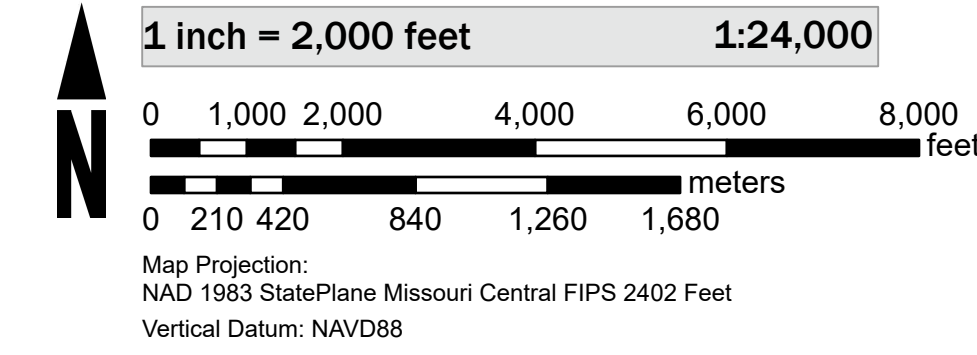 1 inch = 2,000 feet 1:24,000
0 1,000 2,000 4,000 6,000 8,000
feet
meters
0 210 420 840 1,260 1,680
N
Map Projection:
NAD 1983 StatePlane Missouri Central FIPS 2402 Feet
Vertical Datum: NAVD88